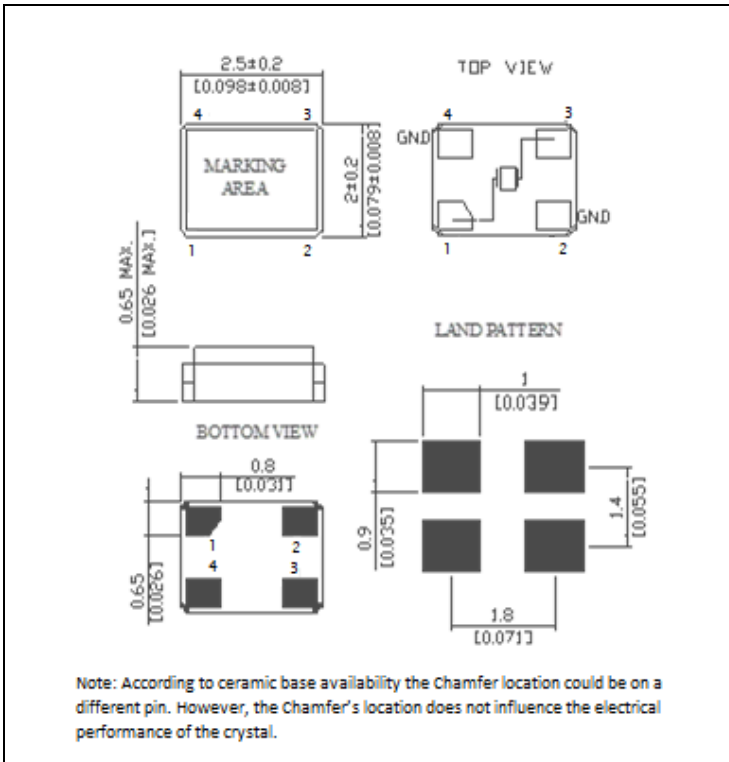 2.5±0.2
[0.098±0.008]
TOP VIEW
4 3
MARKING
AREA
1 2
2±0.2
[0.079±0.008]
4 3
GND
GND
1 2
0.65 MAX.
[0.026 MAX.]
LAND PATTERN
1
[0.039]
BOTTOM VIEW
0.8
[0.031]
1 2
4 3
0.65
[0.026]
0.9
[0.035]
1.4
[0.055]
1.8
[0.071]
Note: According to ceramic base availability the Chamfer location could be on a
different pin. However, the Chamfer's location does not influence the electrical
performance of the crystal.